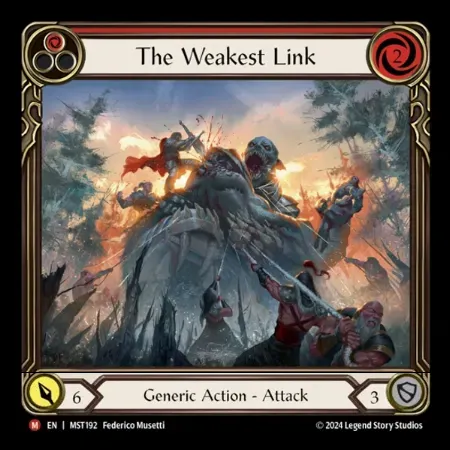 The Weakest Link
2
6
Generic Action - Attack
3
M EN | MST192 Federico Musetti
© 2024 Legend Story Studios